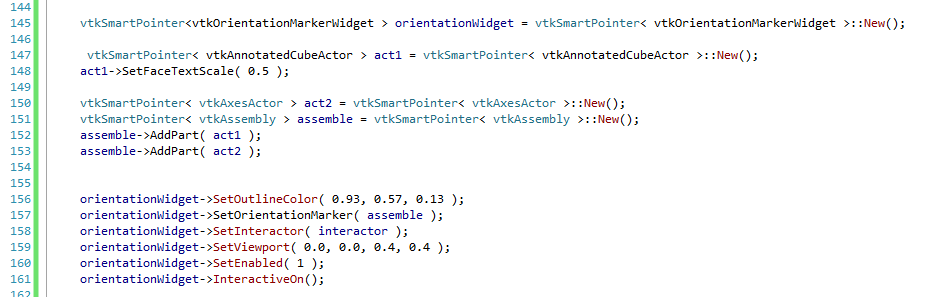 144
145 vtkSmartPointer<vtkOrientationMarkerWidget > orientationWidget = vtkSmartPointer< vtkOrientationMarkerWidget >::New();
146
147 vtkSmartPointer< vtkAnnotatedCubeActor > act1 = vtkSmartPointer< vtkAnnotatedCubeActor >::New();
148 act1->SetFaceTextScale( 0.5 );
149
150 vtkSmartPointer< vtkAxesActor > act2 = vtkSmartPointer< vtkAxesActor >::New();
151 vtkSmartPointer< vtkAssembly > assemble = vtkSmartPointer< vtkAssembly >::New();
152 assemble->AddPart( act1 );
153 assemble->AddPart( act2 );
154
155
156 orientationWidget->SetOutlineColor( 0.93, 0.57, 0.13 );
157 orientationWidget->SetOrientationMarker( assemble );
158 orientationWidget->SetInteractor( interactor );
159 orientationWidget->SetViewport( 0.0, 0.0, 0.4, 0.4 );
160 orientationWidget->SetEnabled( 1 );
161 orientationWidget->InteractiveOn();
162